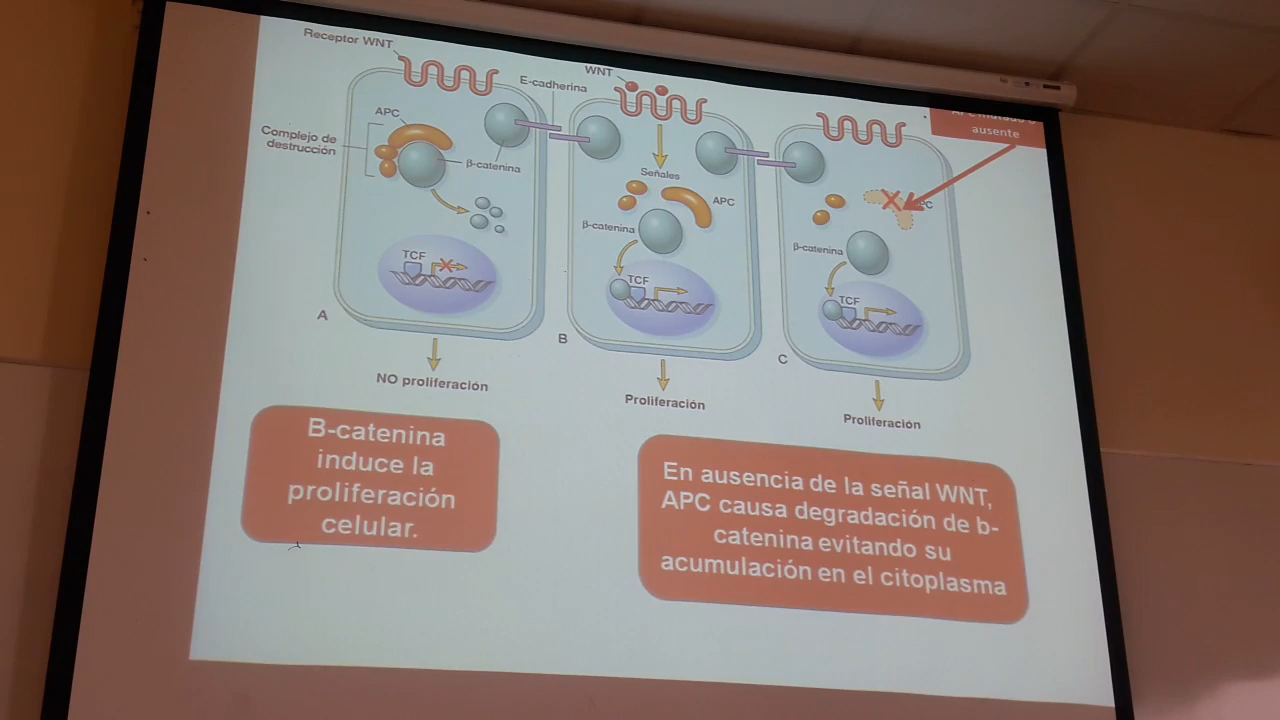 Receptor WNT
APC
Complejo de
destrucción
β-catenina
TCF
A
NO proliferación
E-cadherina
WNT
Señales
APC
β-catenina
TCF
B
Proliferación
ausente
β-catenina
TCF
C
Proliferación
B-catenina
induce la
proliferación
celular.
En ausencia de la señal WNT,
APC causa degradación de b-
catenina evitando su
acumulación en el citoplasma